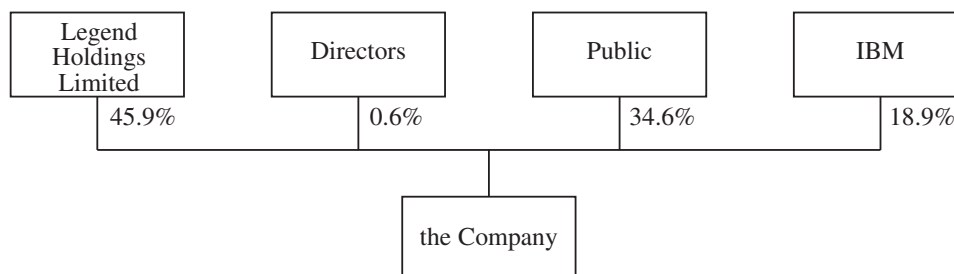 Legend
Holdings
Limited
Directors
Public
IBM
45.9%
0.6%
34.6%
18.9%
the Company